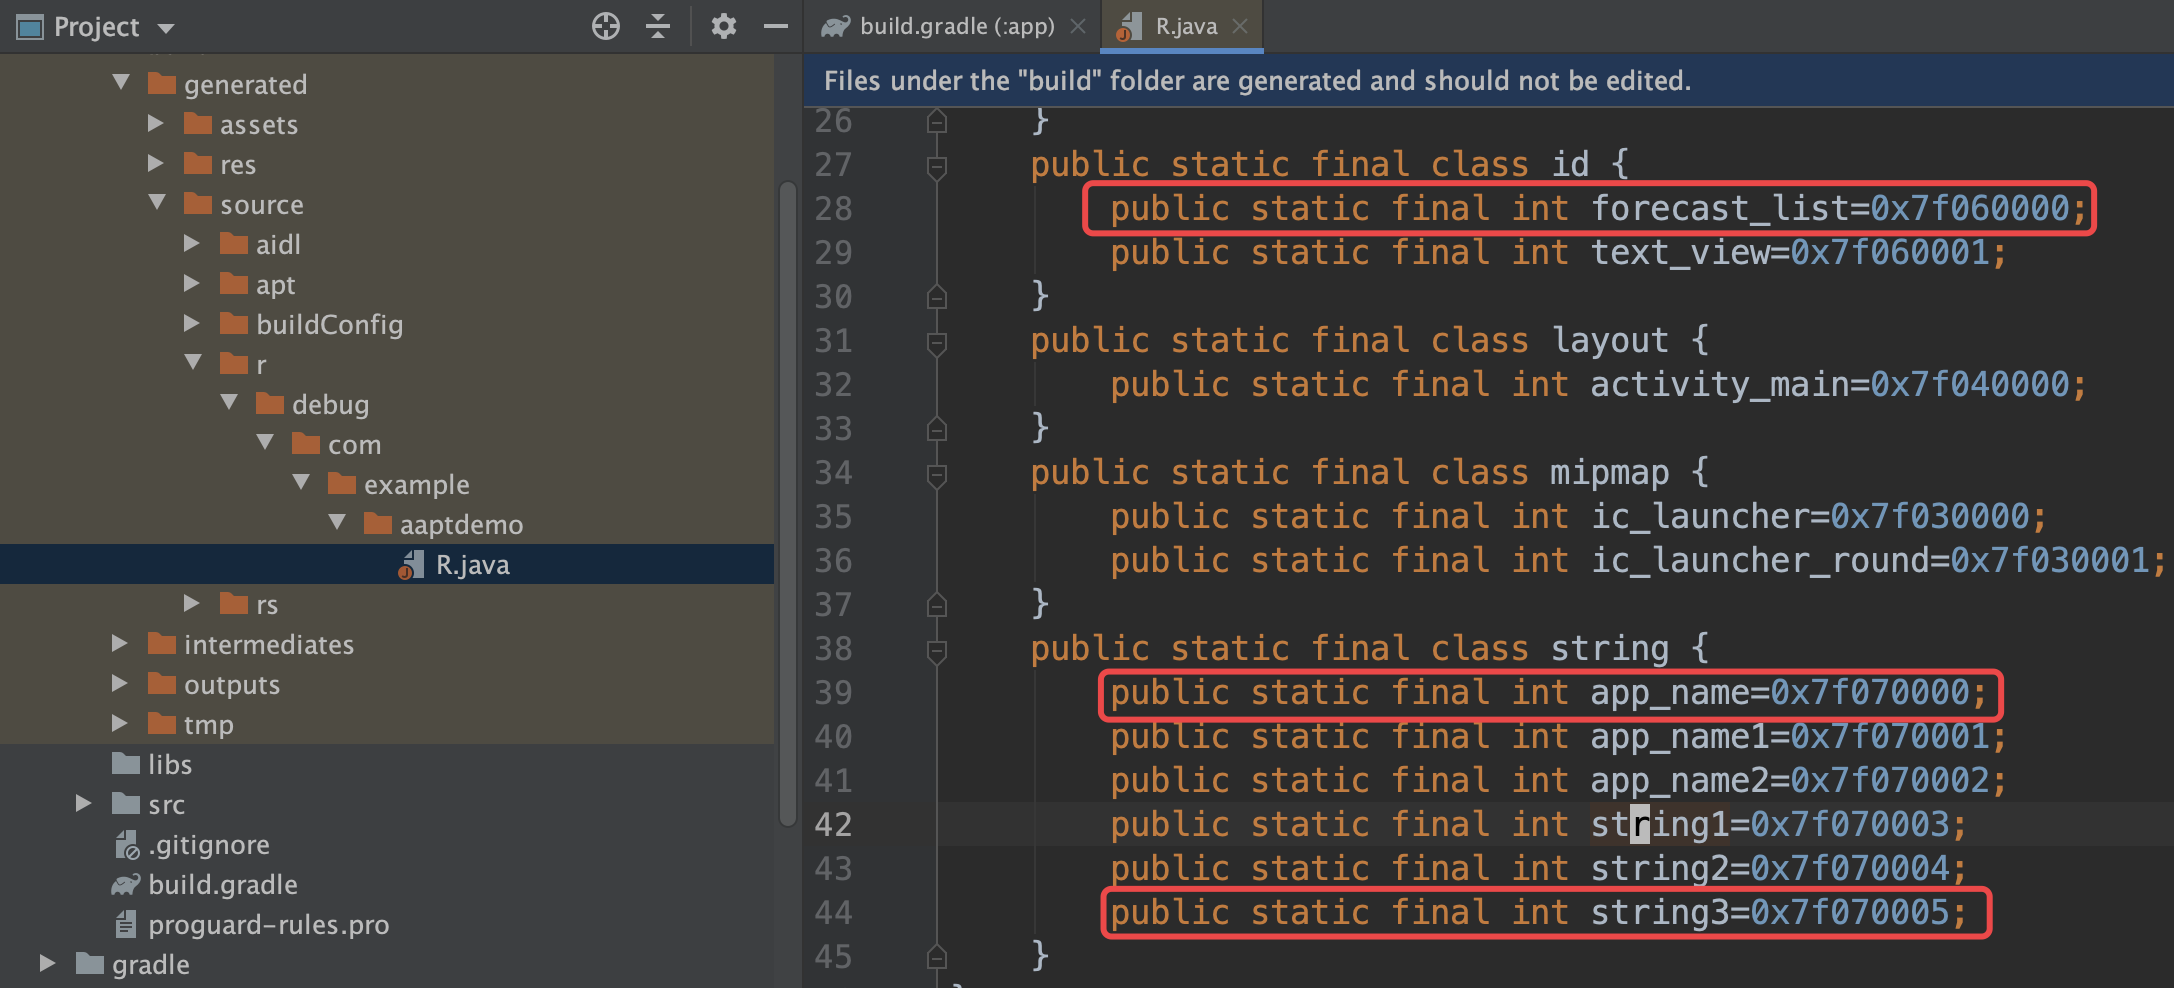 Project
generated
assets
res
source
aidl
apt
buildConfig
r
debug
com
example
aaptdemo
R.java
rs
intermediates
outputs
tmp
libs
src
.gitignore
build.gradle
proguard-rules.pro
gradle
build.gradle (:app)
R.java
Files under the "build" folder are generated and should not be edited.
26 }
27 public static final class id {
28 public static final int forecast_list=0x7f060000;
29 public static final int text_view=0x7f060001;
30 }
31 public static final class layout {
32 public static final int activity_main=0x7f040000;
33 }
34 public static final class mipmap {
35 public static final int ic_launcher=0x7f030000;
36 public static final int ic_launcher_round=0x7f030001;
37 }
38 public static final class string {
39 public static final int app_name=0x7f070000;
40 public static final int app_name1=0x7f070001;
41 public static final int app_name2=0x7f070002;
42 public static final int string1=0x7f070003;
43 public static final int string2=0x7f070004;
44 public static final int string3=0x7f070005;
45 }